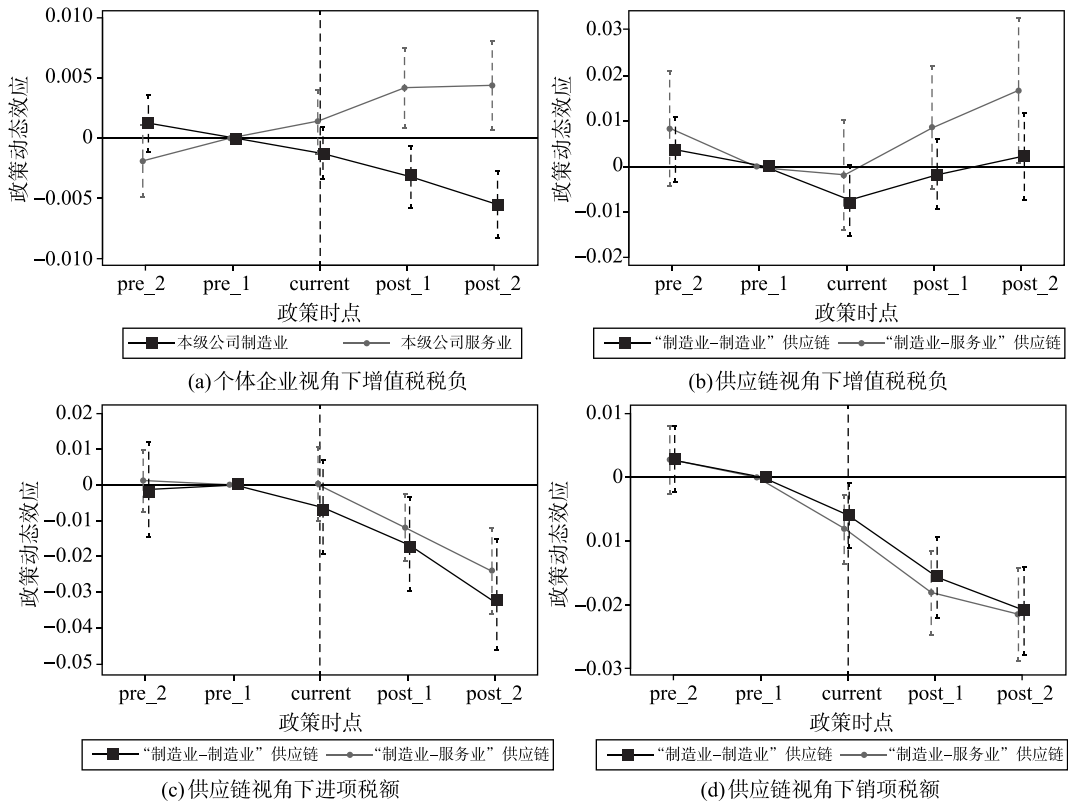 0.010
0.005
0
−0.005
−0.010
政策动态效应
pre_2 pre_1 current post_1 post_2
政策时点
本级公司制造业 本级公司服务业
(a)个体企业视角下增值税税负
0.03
0.02
0.01
0
−0.01
−0.02
政策动态效应
pre_2 pre_1 current post_1 post_2
政策时点
“制造业–制造业”供应链 “制造业–服务业”供应链
(b)供应链视角下增值税税负
0.02
0.01
0
−0.01
−0.02
−0.03
−0.04
−0.05
政策动态效应
pre_2 pre_1 current post_1 post_2
政策时点
“制造业–制造业”供应链 “制造业–服务业”供应链
(c)供应链视角下进项税额
0.01
0
0.01
−0.02
−0.03
政策动态效应
pre_2 pre_1 current post_1 post_2
政策时点
“制造业–制造业”供应链 “制造业–服务业”供应链
(d)供应链视角下销项税额